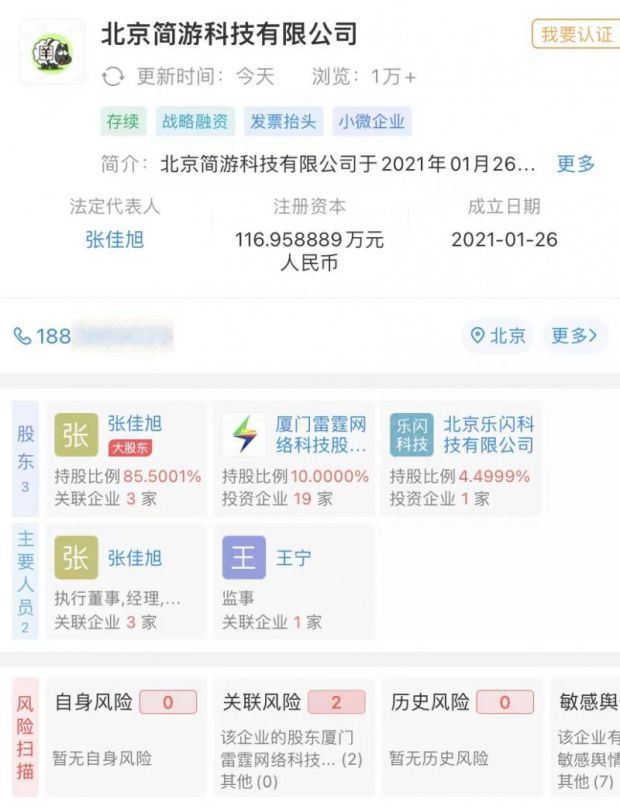 北京简游科技有限公司
我要认证
更新时间：今天 浏览：1万+
存续 战略融资 发票抬头 小微企业
简介：北京简游科技有限公司于2021年01月26... 更多
法定代表人 注册资本 成立日期
张佳旭 116.958889万元 2021-01-26
人民币
188
北京 更多>
股东 3
张 张佳旭
大股东
持股比例85.5001%
关联企业 3 家
厦门雷霆网
络科技股...
持股比例10.0000%
投资企业 19 家
乐闪
科技
北京乐闪科
技有限公司
持股比例4.4999%
投资企业 1 家
主要人员 2
张 张佳旭
执行董事,经理,...
关联企业 3 家
王 王宁
监事
关联企业 1 家
风险扫描
自身风险 0
暂无自身风险
关联风险 2
该企业的股东厦门
雷霆网络科技... (2)
其他 (0)
历史风险 0
暂无历史风险
敏感舆
该企业有
敏感舆情
其他 (7)